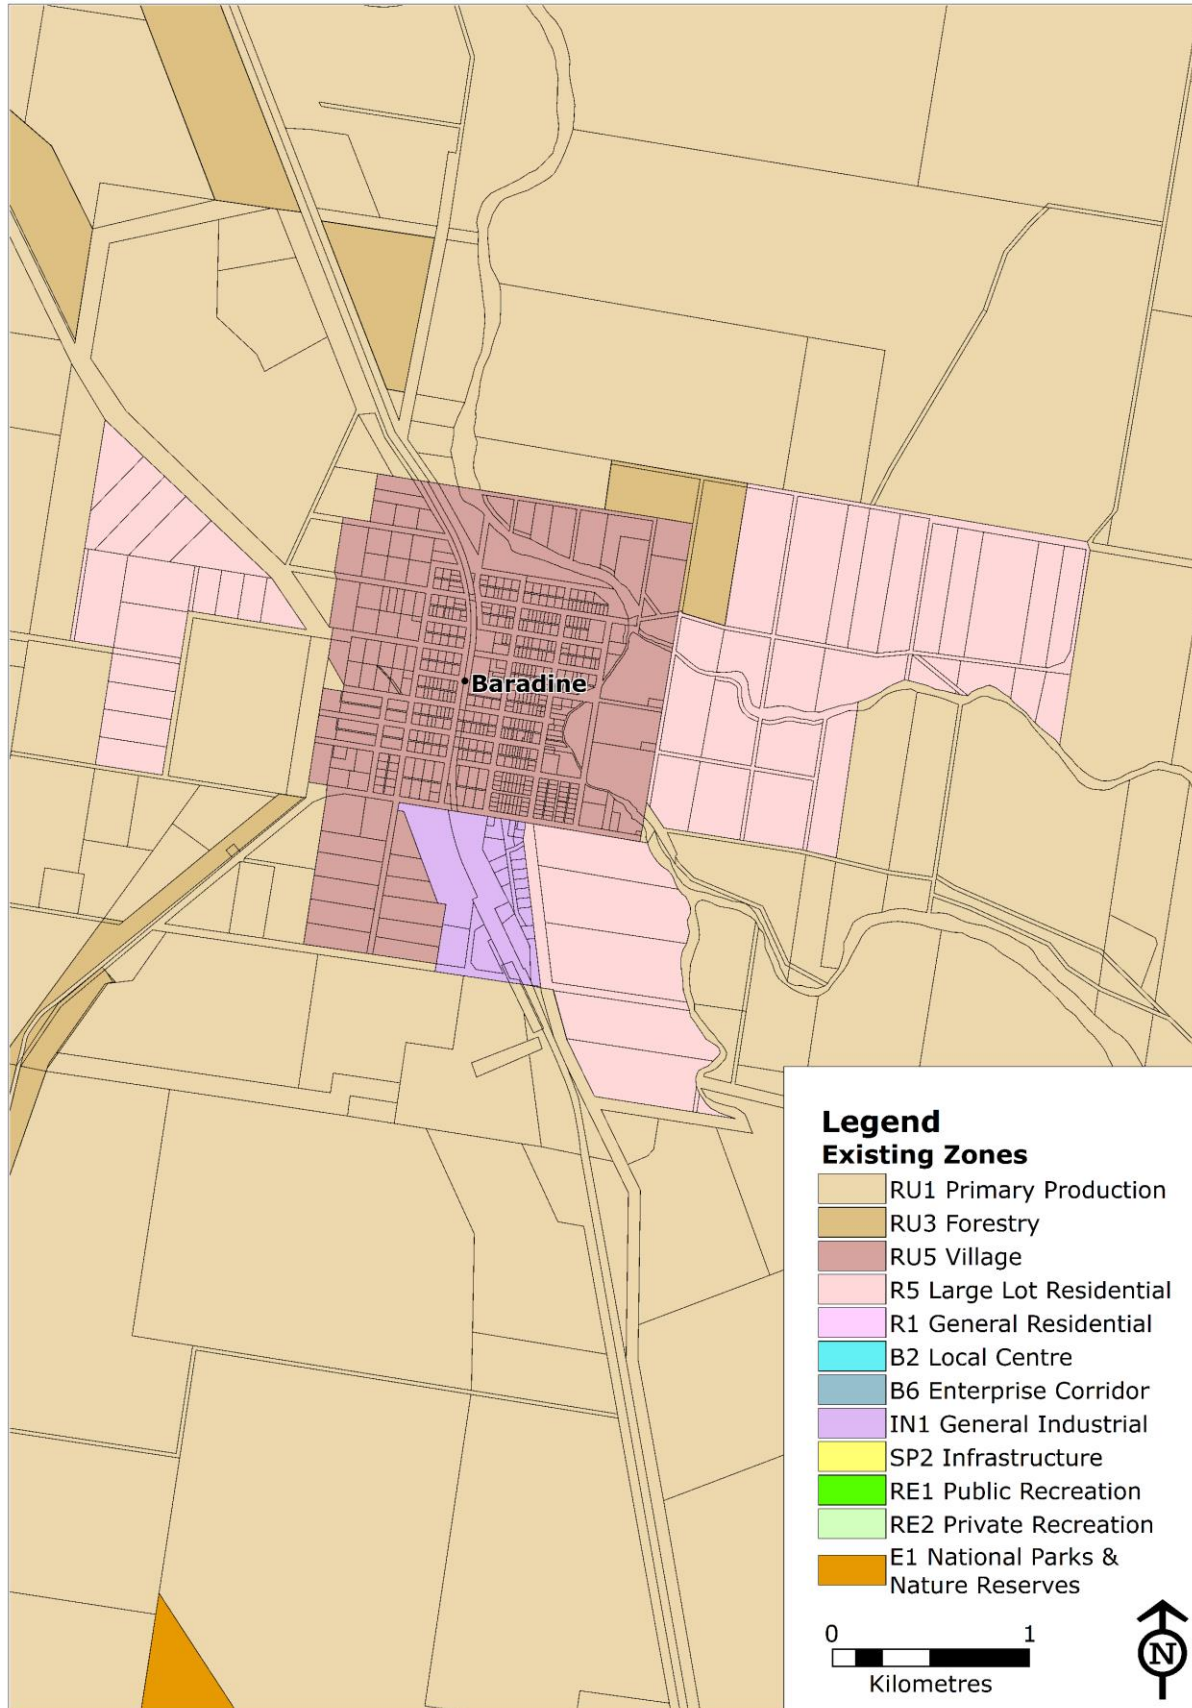 Baradine
Legend
Existing Zones
RU1 Primary Production
RU3 Forestry
RU5 Village
R5 Large Lot Residential
R1 General Residential
B2 Local Centre
B6 Enterprise Corridor
IN1 General Industrial
SP2 Infrastructure
RE1 Public Recreation
RE2 Private Recreation
E1 National Parks &
Nature Reserves
0 1
Kilometres
N